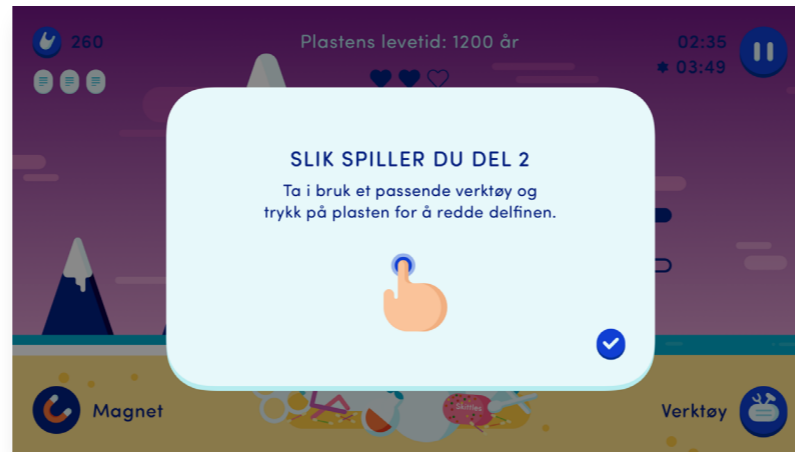 260
Plastens levetid: 1200 år
02:35
✱ 03:49
SLIK SPILLER DU DEL 2
Ta i bruk et passende verktøy og
trykk på plasten for å redde delfinen.
Magnet
Skittles
Verktøy